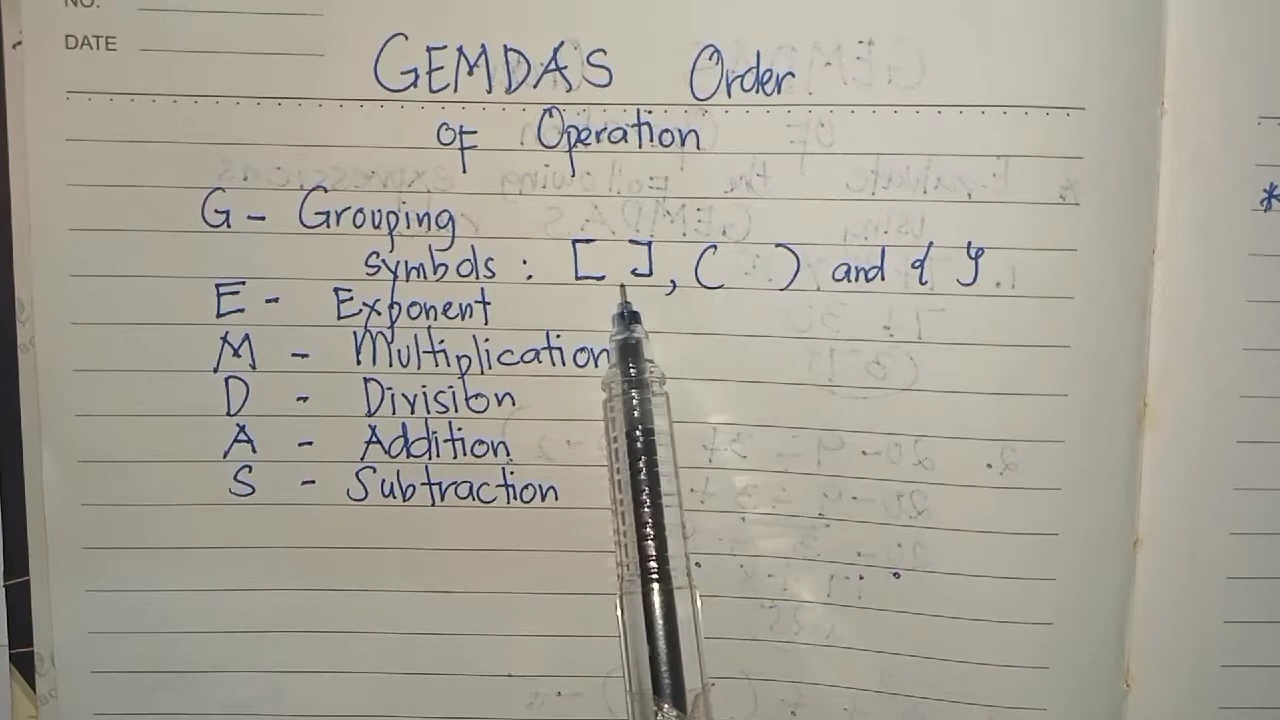 NO.
DATE
GEMDAS Order
of Operation
G - Grouping
symbols : [ ], ( ) and { }.
E - Exponent
M - Multiplication
D - Division
A - Addition
S - Subtraction
*